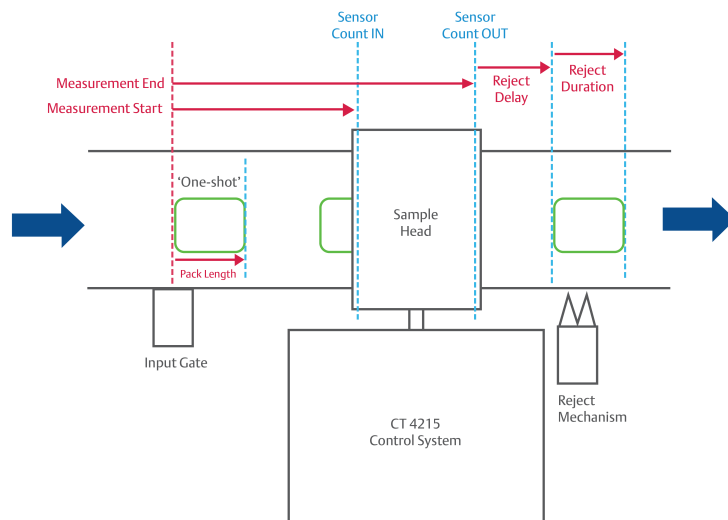 Sensor
Count IN
Sensor
Count OUT
Measurement End
Measurement Start
Reject
Delay
Reject
Duration
'One-shot'
Pack Length
Sample
Head
Input Gate
Reject
Mechanism
CT 4215
Control System